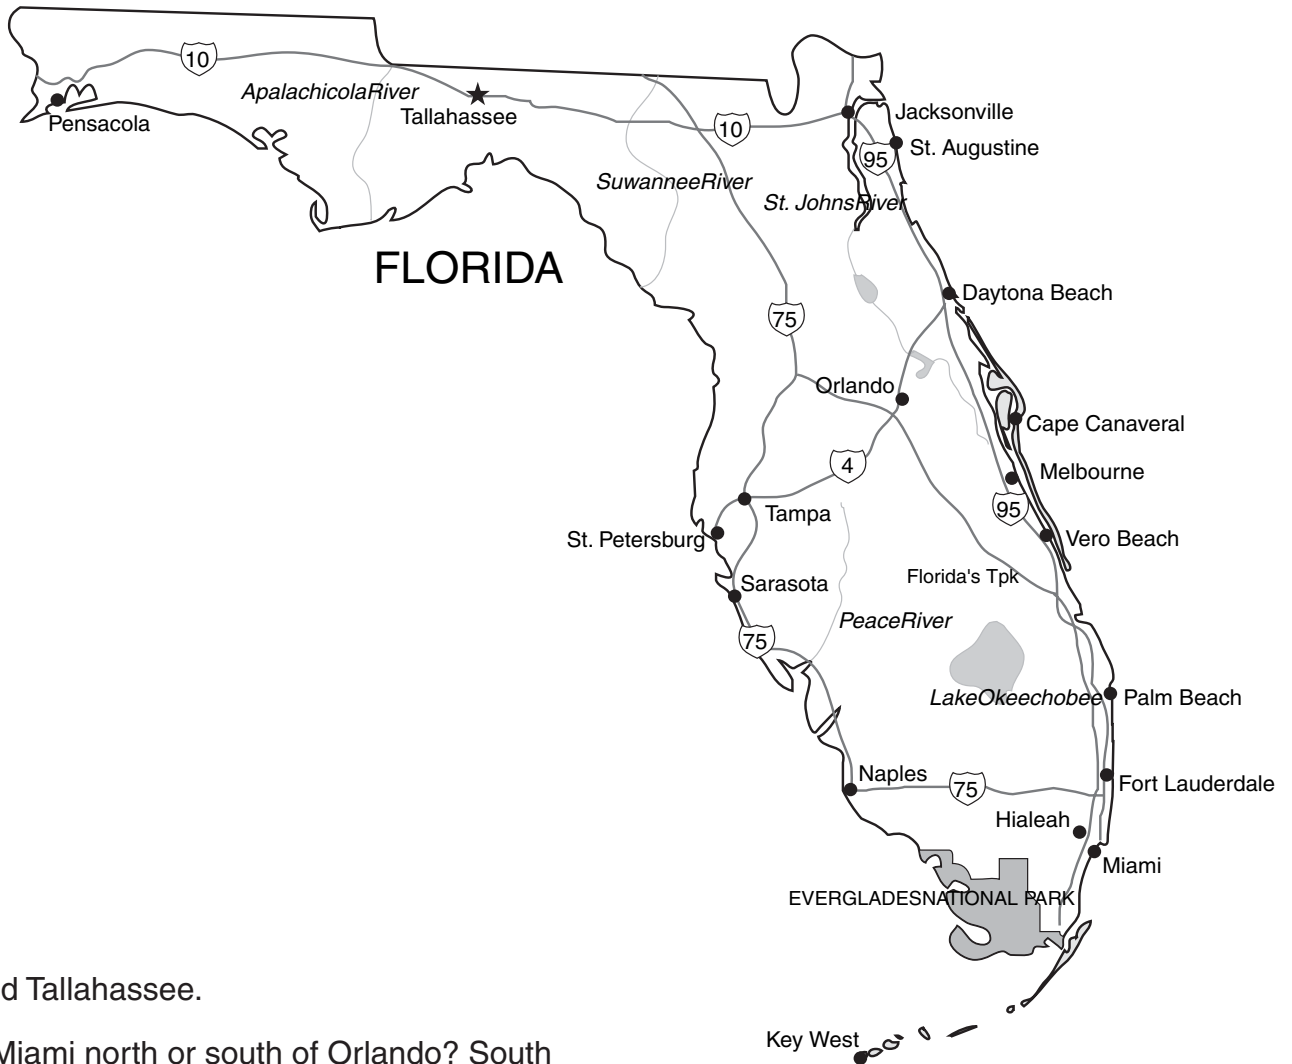 10
ApalachicolaRiver
Tallahassee
Pensacola
10
Jacksonville
95
St. Augustine
SuwanneeRiver
St. JohnsRiver
FLORIDA
Daytona Beach
75
Orlando
Cape Canaveral
4
Melbourne
95
Tampa
St. Petersburg
Vero Beach
Florida's Tpk
Sarasota
PeaceRiver
75
LakeOkeechobee
Palm Beach
Naples
75
Fort Lauderdale
Hialeah
Miami
EVERGLADESNATIONAL PARK
d Tallahassee.
Key West
Miami north or south of Orlando? South